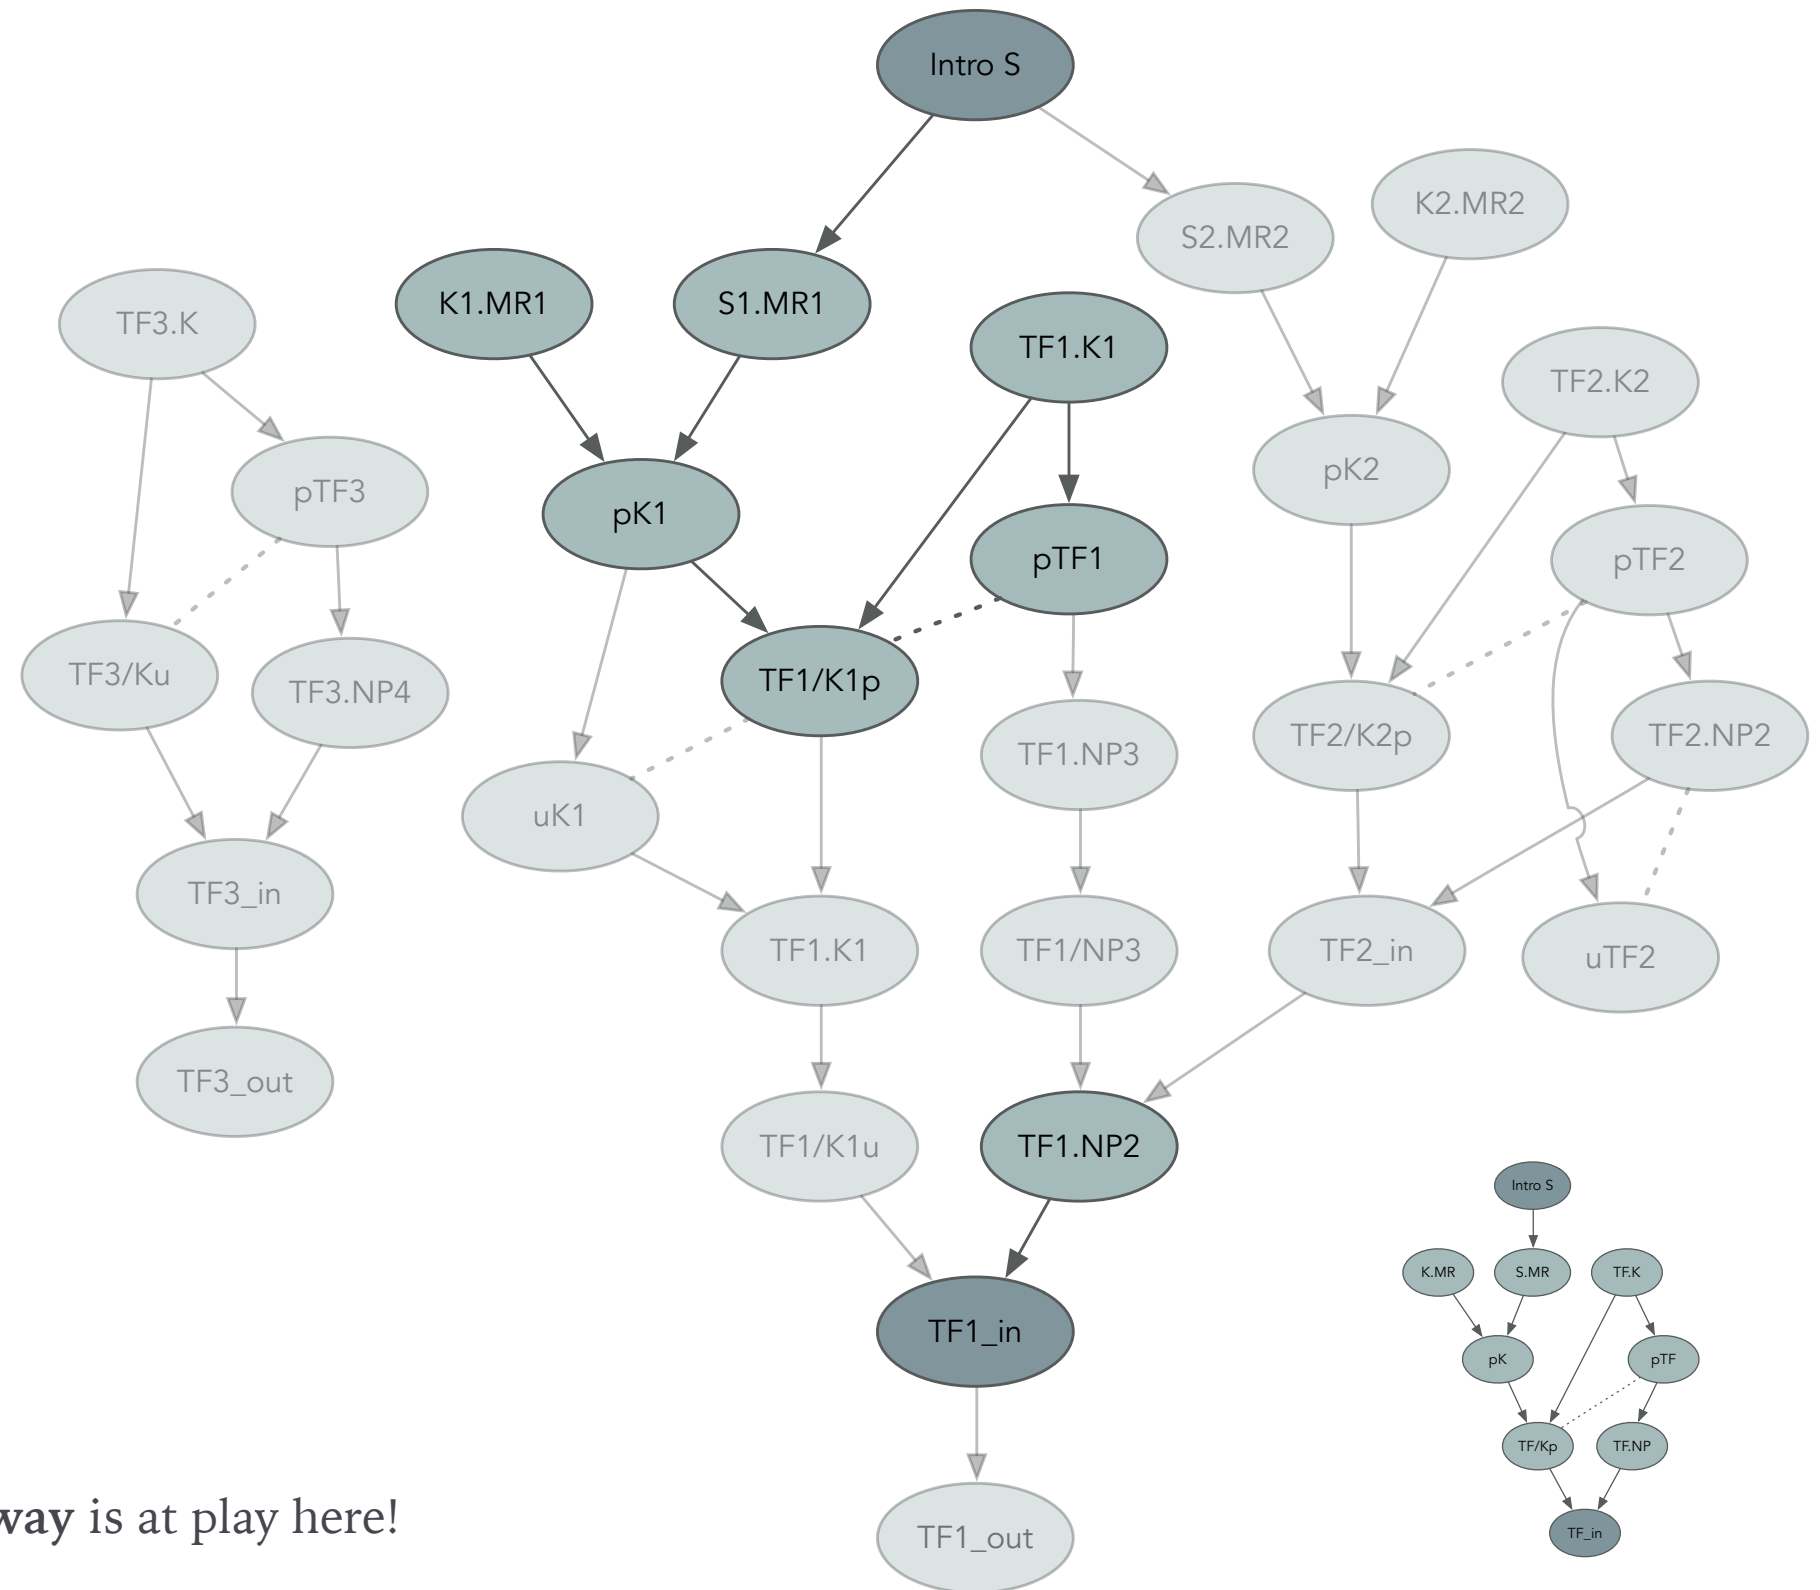 Intro S
K2.MR2
S2.MR2
K1.MR1
S1.MR1
TF3.K
TF1.K1
TF2.K2
pK2
pTF3
pK1
pTF1
pTF2
TF3/Ku
TF3.NP4
TF1/K1p
TF1.NP3
TF2/K2p
TF2.NP2
uK1
TF3_in
TF1.K1
TF1/NP3
TF2_in
uTF2
TF3_out
TF1/K1u
TF1.NP2
TF1_in
TF1_out
Intro S
K.MR
S.MR
TF.K
pK
pTF
TF/Kp
TF.NP
TF_in
way is at play here!